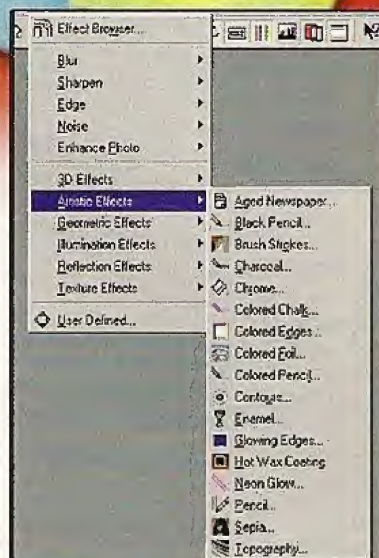 Effect Browser...
Blur
Sharpen
Edge
Noise
Enhance Photo
3D Effects
Artistic Effects
Geometric Effects
Illumination Effects
Reflection Effects
Texture Effects
User Defined...
Aged Newspaper...
Black Pencil...
Brush Strokes...
Charcoal...
Chrome...
Colored Chalk...
Colored Edges...
Colored Foil...
Colored Pencil...
Contours...
Enamel...
Glowing Edges...
Hot Wax Coating
Neon Glow...
Pencil...
Sepia...
Topography...